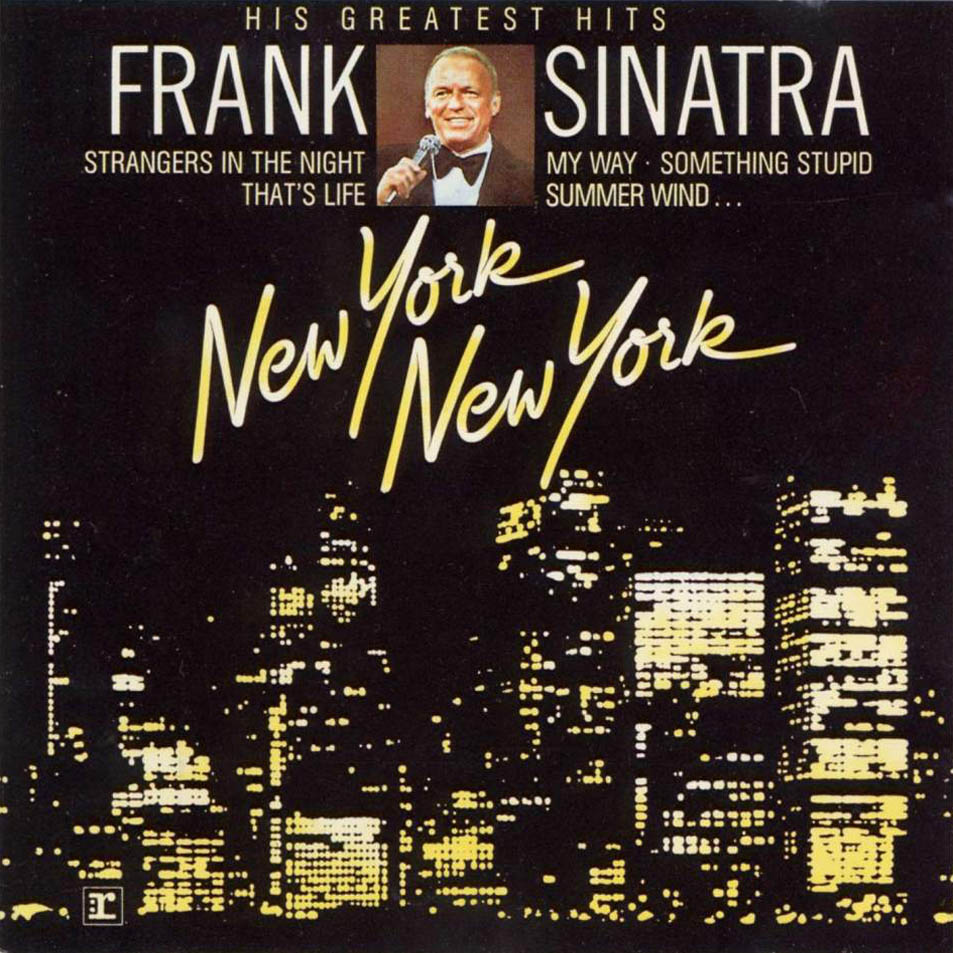 HIS GREATEST HITS
FRANK SINATRA
STRANGERS IN THE NIGHT
THAT'S LIFE
MY WAY · SOMETHING STUPID
SUMMER WIND...
New York
New York
r